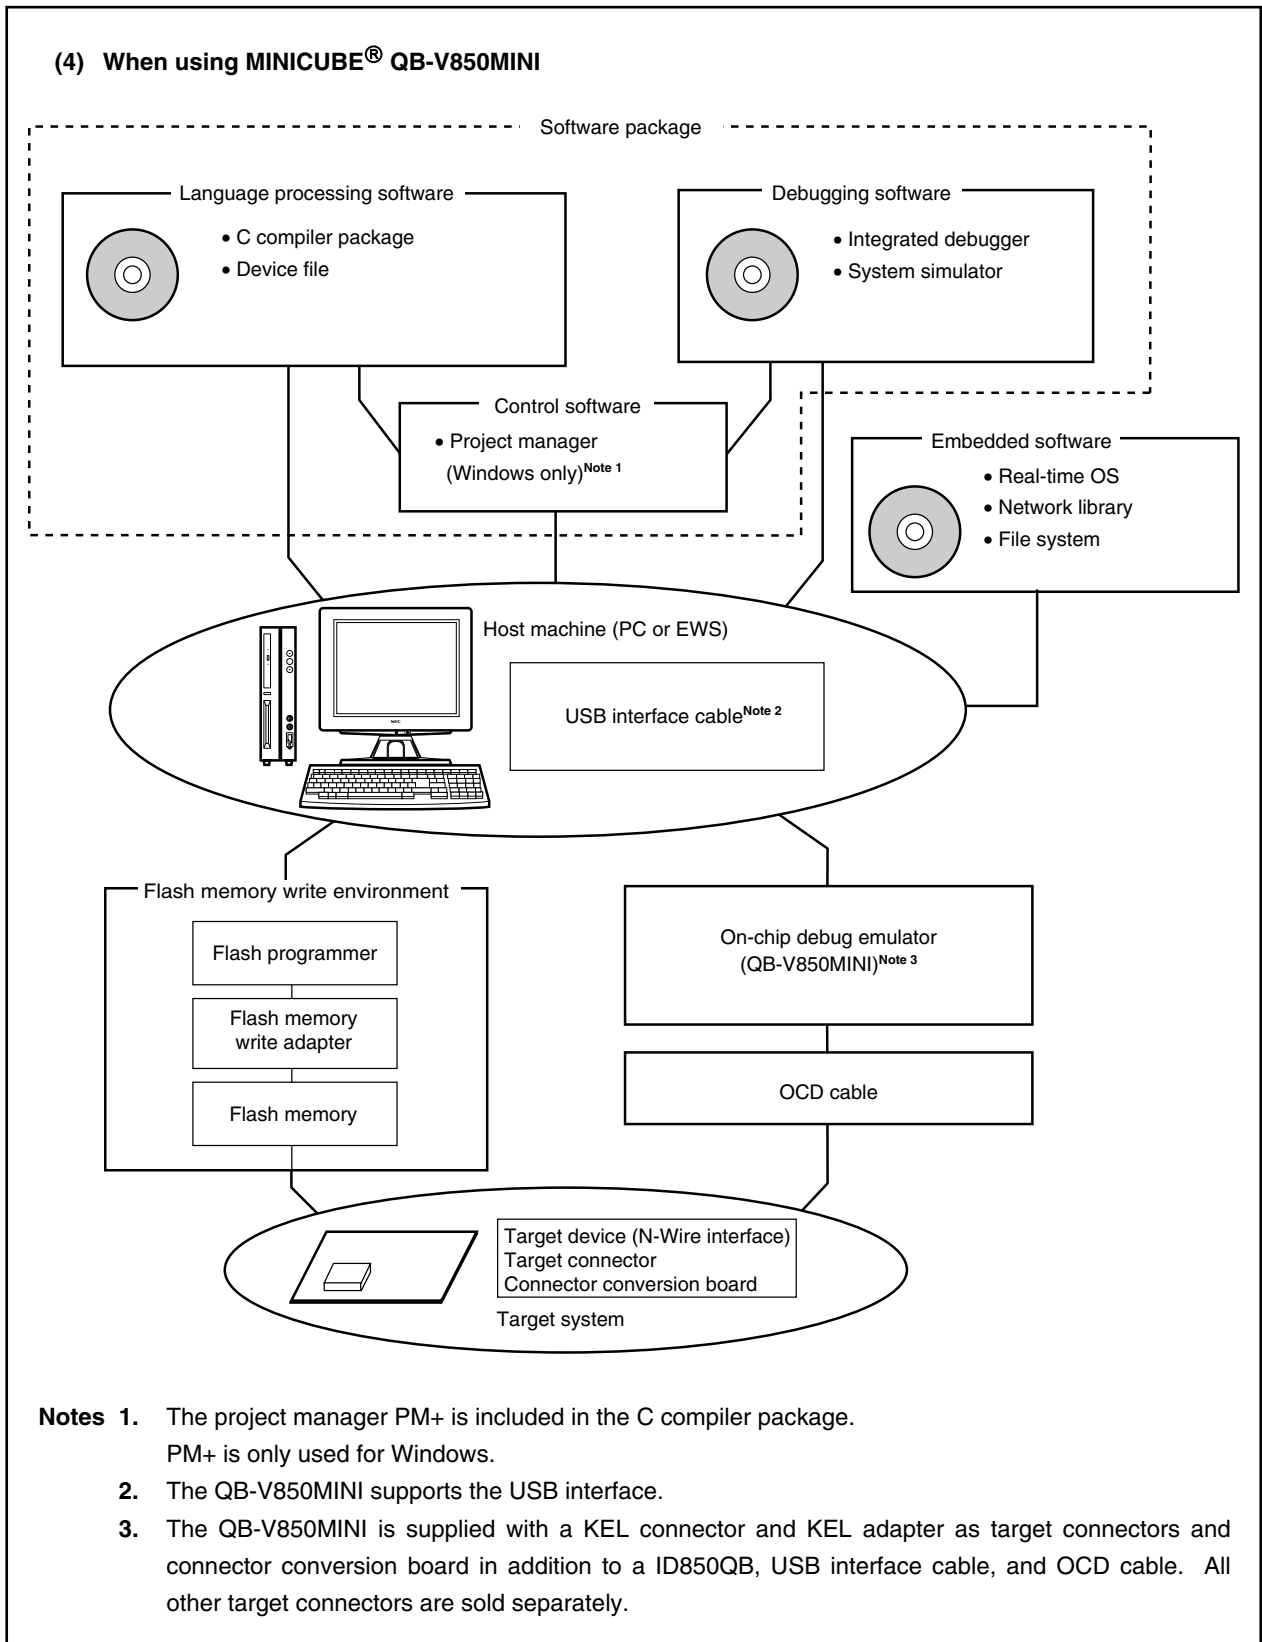 (4) When using MINICUBE® QB-V850MINI
Software package
Language processing software
• C compiler package
• Device file
Debugging software
• Integrated debugger
• System simulator
Control software
• Project manager
(Windows only)Note 1
Embedded software
• Real-time OS
• Network library
• File system
Host machine (PC or EWS)
USB interface cableNote 2
NEC
Flash memory write environment
Flash programmer
Flash memory
write adapter
Flash memory
On-chip debug emulator
(QB-V850MINI)Note 3
OCD cable
Target device (N-Wire interface)
Target connector
Connector conversion board
Target system
Notes 1. The project manager PM+ is included in the C compiler package.
PM+ is only used for Windows.
2. The QB-V850MINI supports the USB interface.
3. The QB-V850MINI is supplied with a KEL connector and KEL adapter as target connectors and
connector conversion board in addition to a ID850QB, USB interface cable, and OCD cable. All
other target connectors are sold separately.